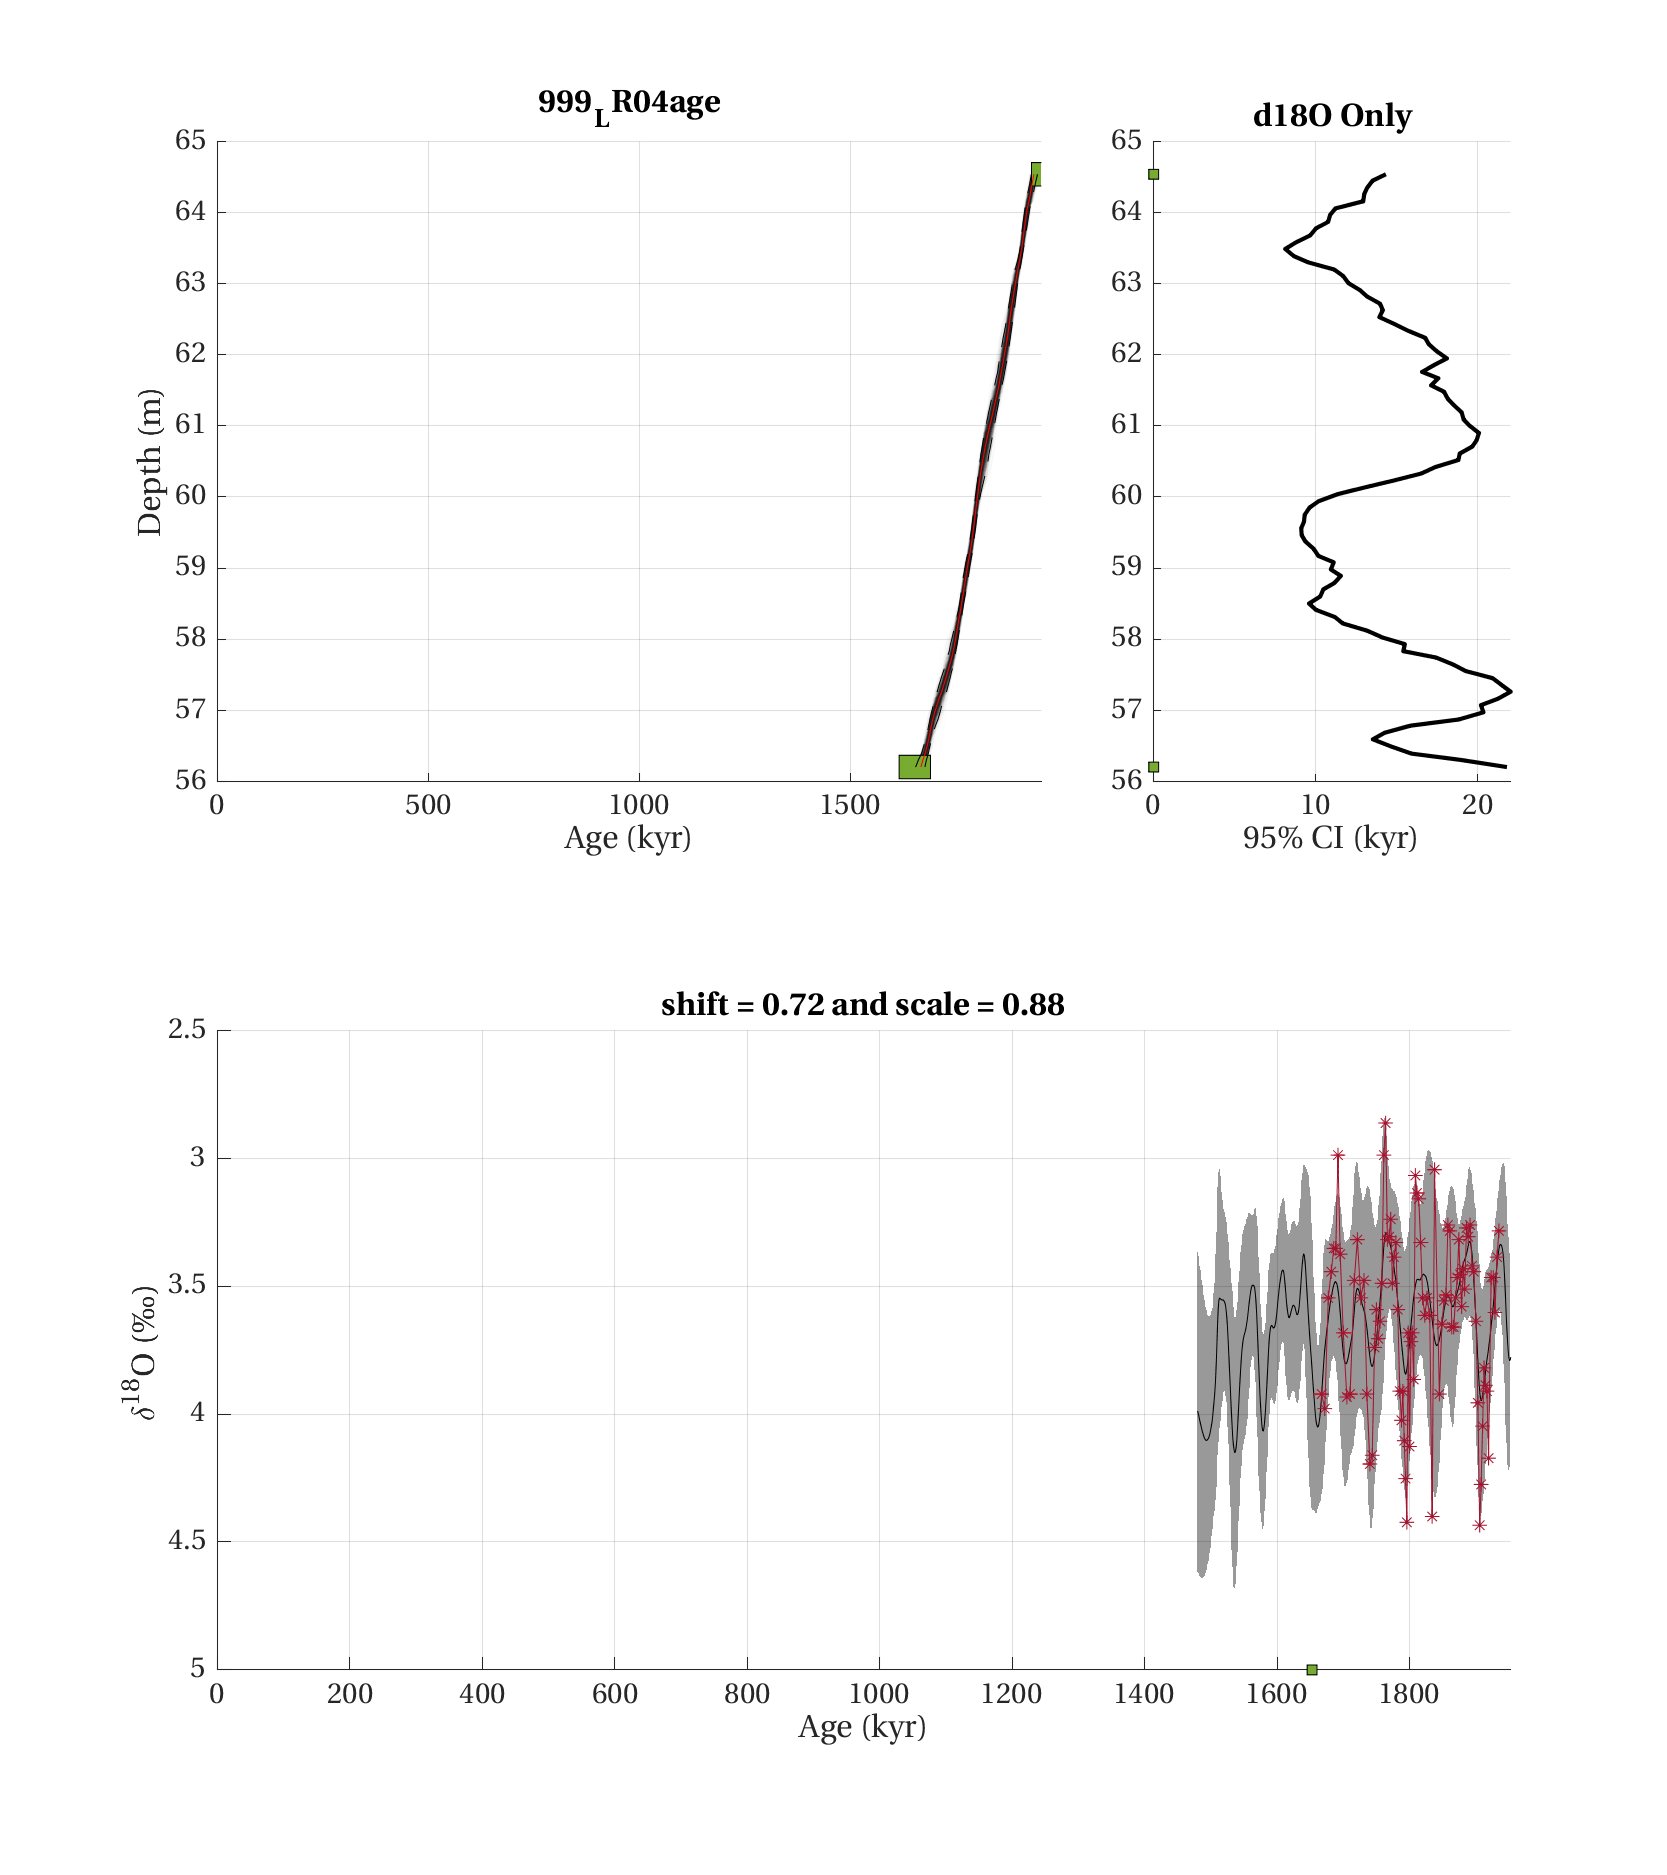 999_LR04age
65
64
63
62
61
60
59
58
57
56
Depth (m)
0 500 1000 1500
Age (kyr)
d18O Only
65
64
63
62
61
60
59
58
57
56
0 10 20
95% CI (kyr)
shift = 0.72 and scale = 0.88
2.5
3
3.5
4
4.5
5
δ18O (‰)
0 200 400 600 800 1000 1200 1400 1600 1800
Age (kyr)